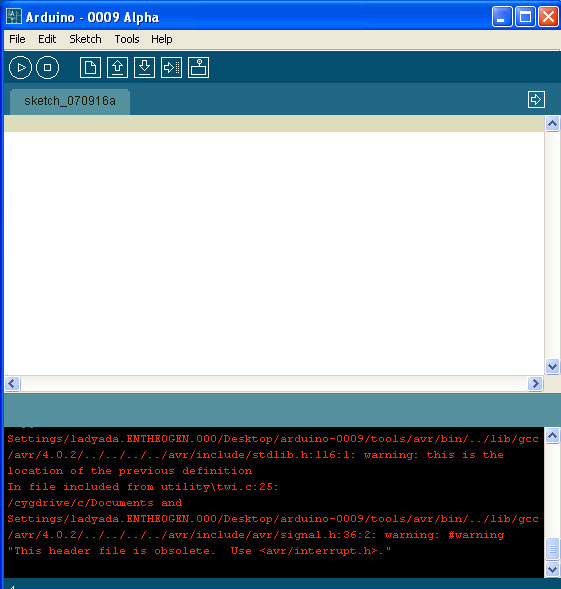 Arduino - 0009 Alpha
File Edit Sketch Tools Help
sketch_070916a
Settings/ladyada.ENTHEOGEN.000/Desktop/arduino-0009/tools/avr/bin/../lib/gcc
/avr/4.0.2/../../../../avr/include/stdlib.h:116:1: warning: this is the
location of the previous definition
In file included from utility\twi.c:25:
/cygdrive/c/Documents and
Settings/ladyada.ENTHEOGEN.000/Desktop/arduino-0009/tools/avr/bin/../lib/gcc
/avr/4.0.2/../../../../avr/include/avr/signal.h:36:2: warning: #warning
"This header file is obsolete.  Use <avr/interrupt.h>."